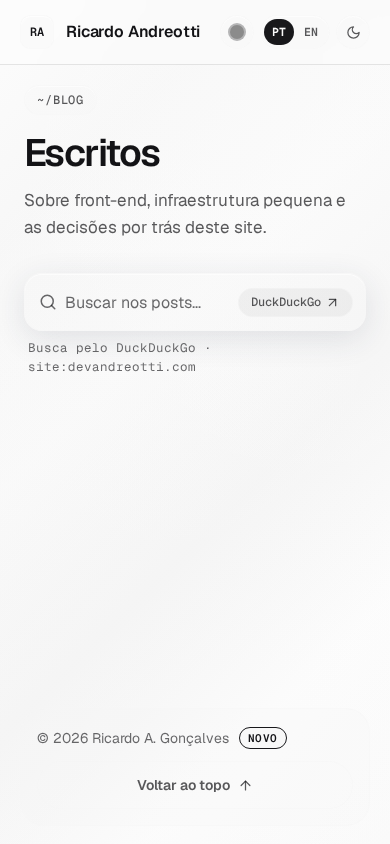 RA Ricardo Andreotti PT EN
~/BLOG
Escritos
Sobre front-end, infraestrutura pequena e
as decisões por trás deste site.
Buscar nos posts... DuckDuckGo
Busca pelo DuckDuckGo ·
site:devandreotti.com
© 2026 Ricardo A. Gonçalves NOVO
Voltar ao topo ↑